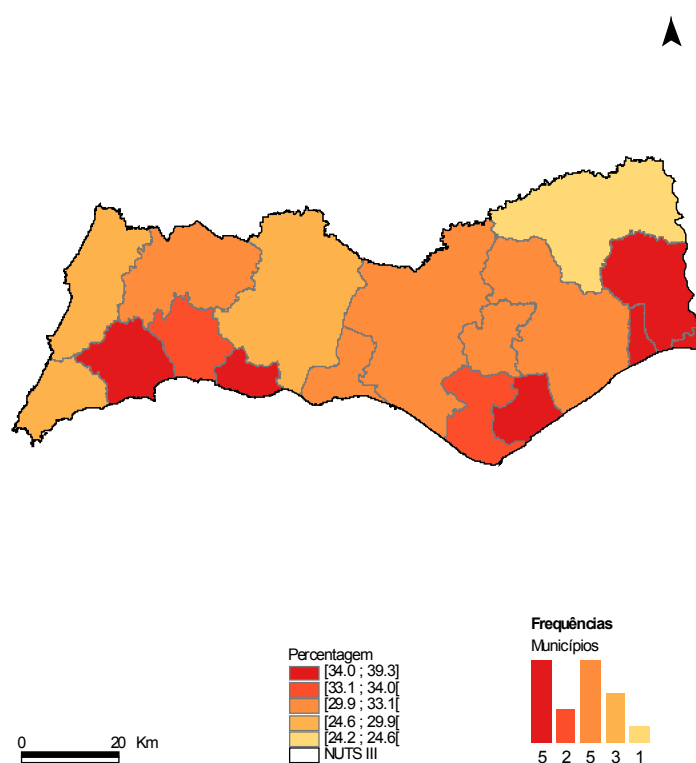 Frequências
Municípios
Percentagem
[34.0 ; 39.3]
[33.1 ; 34.0[
[29.9 ; 33.1[
[24.6 ; 29.9[
[24.2 ; 24.6[
NUTS III
0 20 Km
5 2 5 3 1